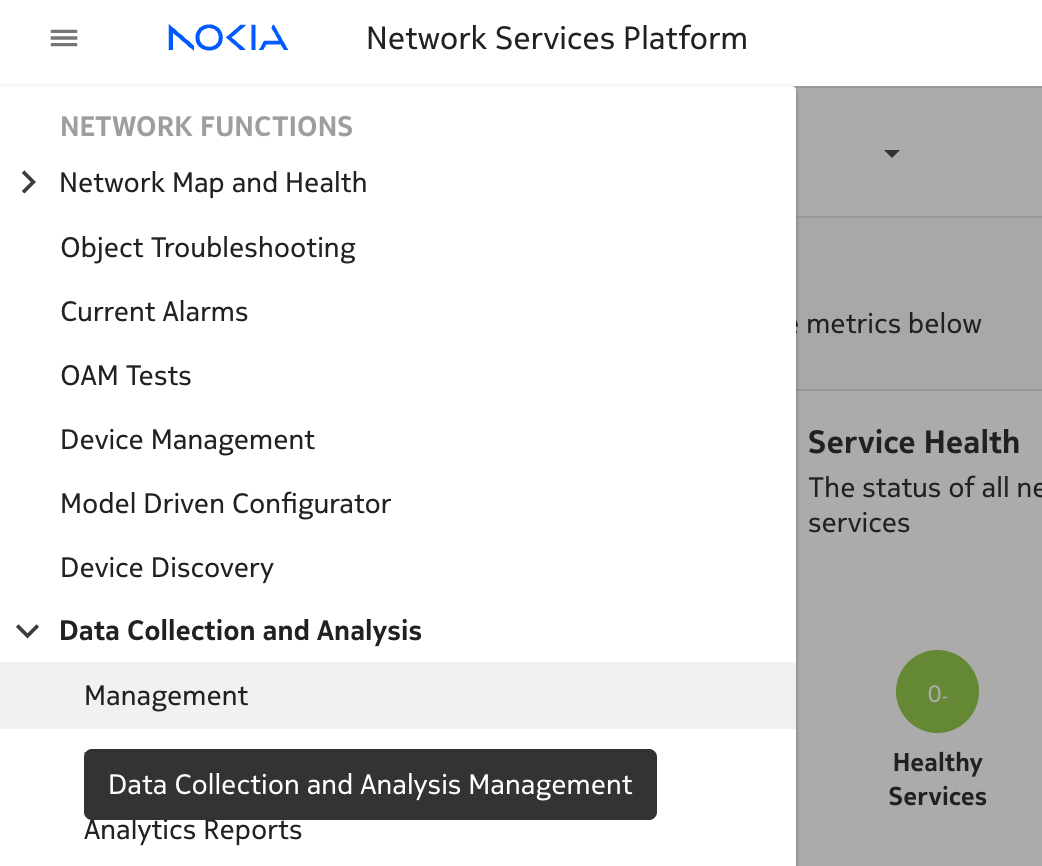 NOKIA Network Services Platform
NETWORK FUNCTIONS
Network Map and Health
Object Troubleshooting
Current Alarms
OAM Tests
Device Management
Model Driven Configurator
Device Discovery
Data Collection and Analysis
Management
Data Collection and Analysis Management
Analytics Reports
metrics below
Service Health
The status of all ne
services
0-
Healthy
Services